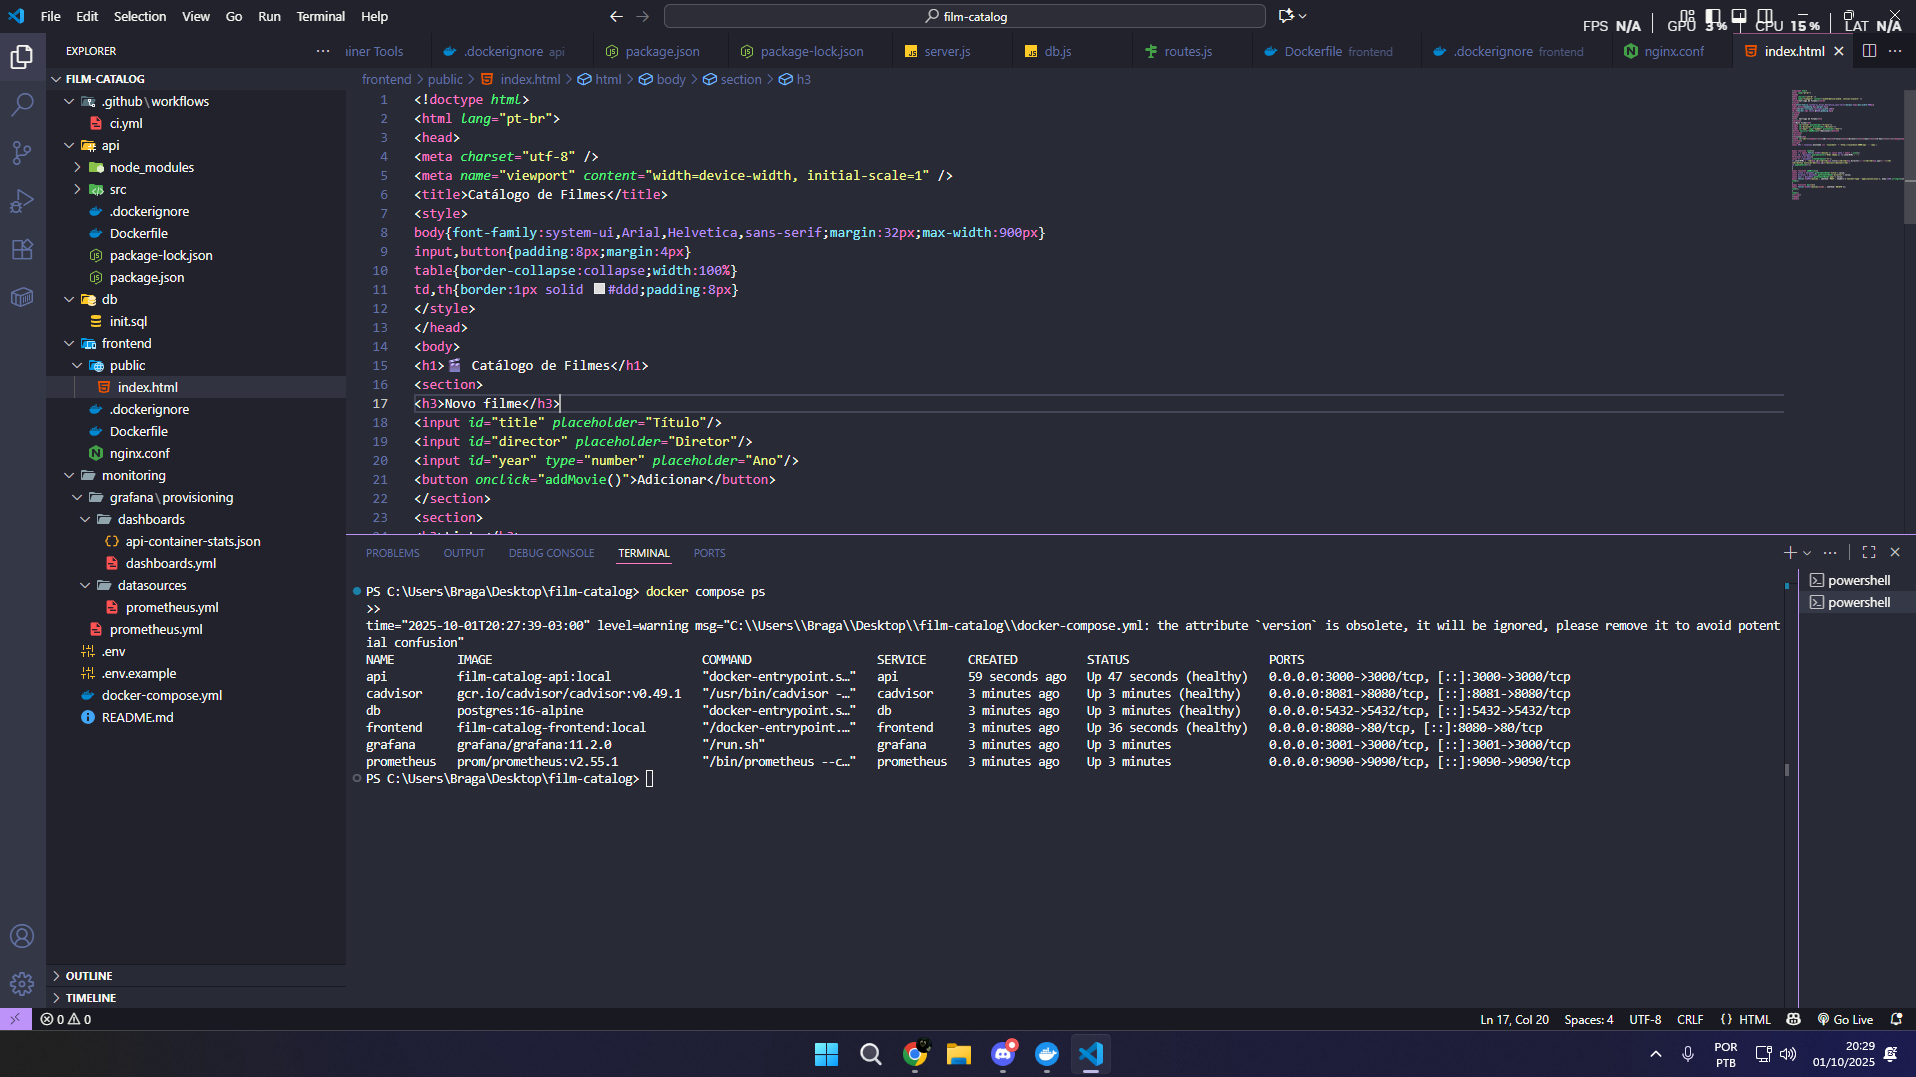 File Edit Selection View Go Run Terminal Help
film-catalog
FPS N/A GPU 3% CPU 15% LAT N/A
EXPLORER
iner Tools
.dockerignore api
package.json
package-lock.json
server.js
db.js
routes.js
Dockerfile frontend
.dockerignore frontend
nginx.conf
index.html
FILM-CATALOG
.github\workflows
ci.yml
api
node_modules
src
.dockerignore
Dockerfile
package-lock.json
package.json
db
init.sql
frontend
public
index.html
.dockerignore
Dockerfile
nginx.conf
monitoring
grafana\provisioning
dashboards
api-container-stats.json
dashboards.yml
datasources
prometheus.yml
prometheus.yml
.env
.env.example
docker-compose.yml
README.md
OUTLINE
TIMELINE
frontend > public > index.html > html > body > section > h3
1 <!doctype html>
2 <html lang="pt-br">
3 <head>
4 <meta charset="utf-8" />
5 <meta name="viewport" content="width=device-width, initial-scale=1" />
6 <title>Catálogo de Filmes</title>
7 <style>
8 body{font-family:system-ui,Arial,Helvetica,sans-serif;margin:32px;max-width:900px}
9 input,button{padding:8px;margin:4px}
10 table{border-collapse:collapse;width:100%}
11 td,th{border:1px solid #ddd;padding:8px}
12 </style>
13 </head>
14 <body>
15 <h1>🎬 Catálogo de Filmes</h1>
16 <section>
17 <h3>Novo filme</h3>
18 <input id="title" placeholder="Título"/>
19 <input id="director" placeholder="Diretor"/>
20 <input id="year" type="number" placeholder="Ano"/>
21 <button onclick="addMovie()">Adicionar</button>
22 </section>
23 <section>
PROBLEMS OUTPUT DEBUG CONSOLE TERMINAL PORTS
powershell
powershell
PS C:\Users\Braga\Desktop\film-catalog> docker compose ps
>>
time="2025-10-01T20:27:39-03:00" level=warning msg="C:\\Users\\Braga\\Desktop\\film-catalog\\docker-compose.yml: the attribute `version` is obsolete, it will be ignored, please remove it to avoid potent
ial confusion"
NAME IMAGE COMMAND SERVICE CREATED STATUS PORTS
api film-catalog-api:local "docker-entrypoint.s…" api 59 seconds ago Up 47 seconds (healthy) 0.0.0.0:3000->3000/tcp, [::]:3000->3000/tcp
cadvisor gcr.io/cadvisor/cadvisor:v0.49.1 "/usr/bin/cadvisor -…" cadvisor 3 minutes ago Up 3 minutes (healthy) 0.0.0.0:8081->8080/tcp, [::]:8081->8080/tcp
db postgres:16-alpine "docker-entrypoint.s…" db 3 minutes ago Up 3 minutes (healthy) 0.0.0.0:5432->5432/tcp, [::]:5432->5432/tcp
frontend film-catalog-frontend:local "/docker-entrypoint.…" frontend 3 minutes ago Up 36 seconds (healthy) 0.0.0.0:8080->80/tcp, [::]:8080->80/tcp
grafana grafana/grafana:11.2.0 "/run.sh" grafana 3 minutes ago Up 3 minutes 0.0.0.0:3001->3000/tcp, [::]:3001->3000/tcp
prometheus prom/prometheus:v2.55.1 "/bin/prometheus --c…" prometheus 3 minutes ago Up 3 minutes 0.0.0.0:9090->9090/tcp, [::]:9090->9090/tcp
PS C:\Users\Braga\Desktop\film-catalog>
0 0
Ln 17, Col 20 Spaces: 4 UTF-8 CRLF {} HTML Go Live
POR
PTB
20:29
01/10/2025